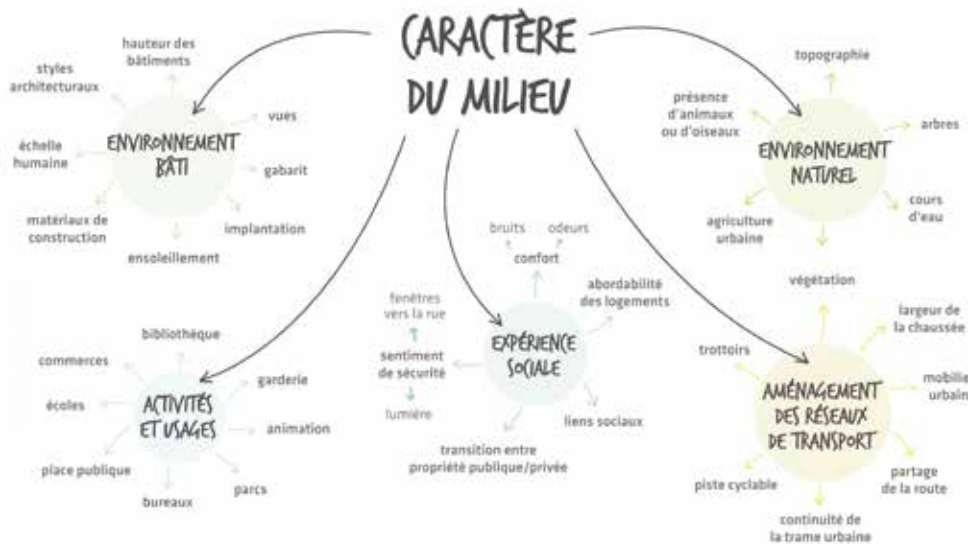 CARACTÈRE
DU MILIEU
ENVIRONNEMENT
BÂTI
hauteur des
bâtiments
styles
architecturaux
vues
échelle
humaine
gabarit
matériaux de
construction
implantation
ensoleillement
ENVIRONNEMENT
NATUREL
topographie
présence
d'animaux
ou d'oiseaux
arbres
agriculture
urbaine
cours
d'eau
végétation
ACTIVITÉS
ET USAGES
bibliothèque
commerces
garderie
écoles
animation
place publique
parcs
bureaux
EXPÉRIENCE
SOCIALE
bruits
odeurs
confort
fenêtres
vers la rue
abordabilité
des logements
sentiment
de sécurité
lumière
liens sociaux
transition entre
propriété publique/privée
AMÉNAGEMENT
DES RÉSEAUX
DE TRANSPORT
largeur de
la chaussée
trottoirs
mobilier
urbain
piste cyclable
partage
de la route
continuité de
la trame urbaine